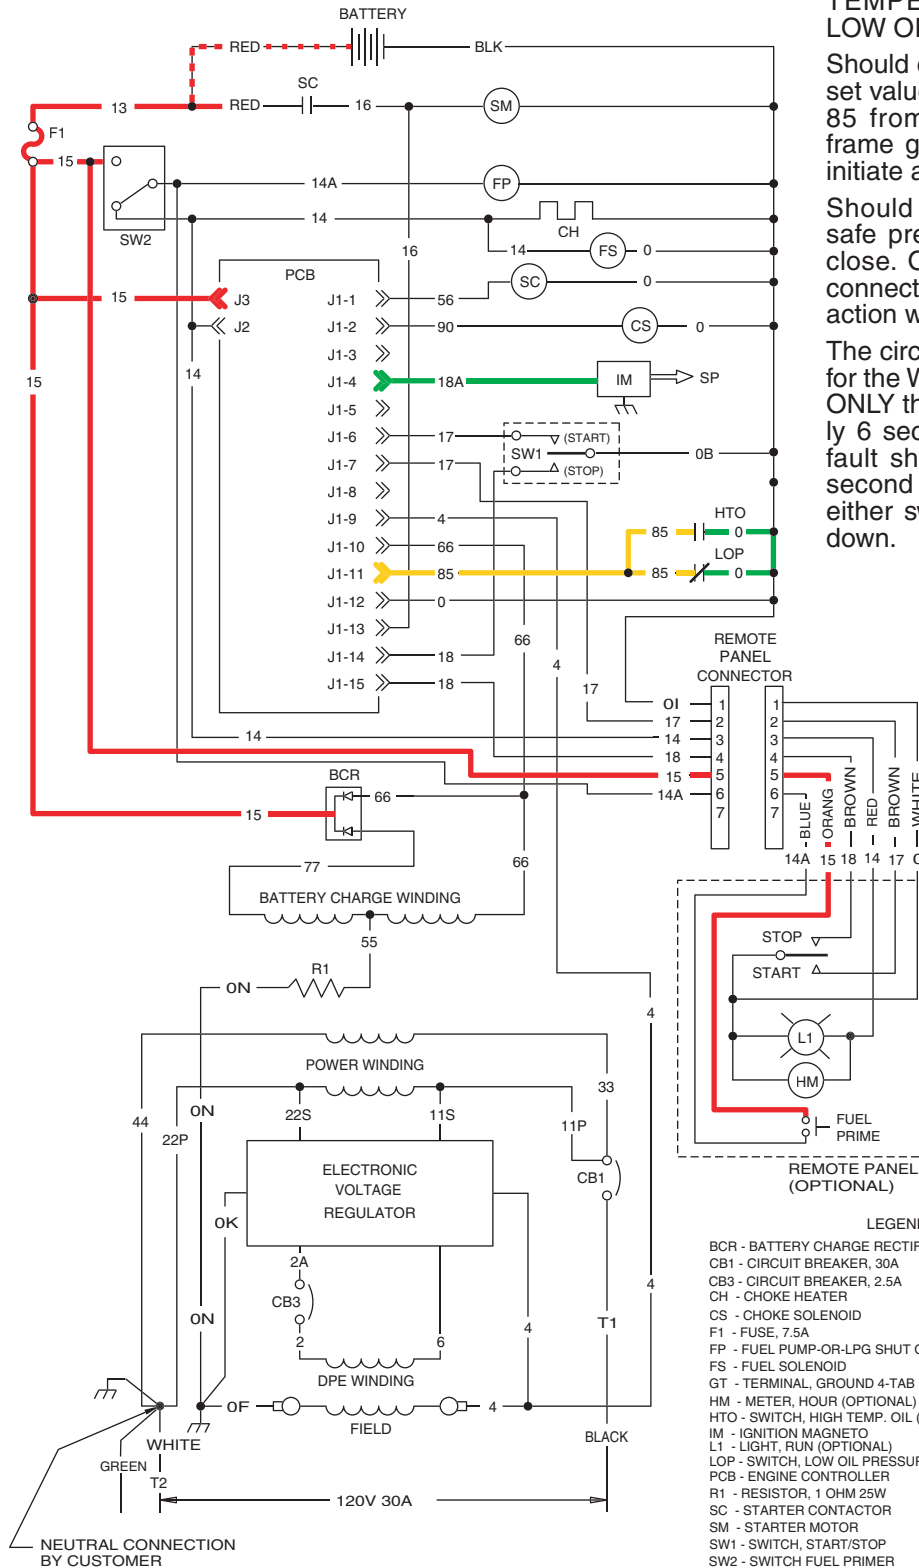 BATTERY
RED
BLK
SC
13
RED
16
SM
F1
15
14A
FP
14
SW2
CH
16
14
FS
0
PCB
SC
0
15
J3
J1-1
56
J2
J1-2
90
CS
0
J1-3
14
15
J1-4
18A
IM
SP
J1-5
J1-6
17
(START)
SW1
0B
J1-7
17
(STOP)
J1-8
HTO
J1-9
4
85
0
J1-10
66
LOP
J1-11
85
85
0
J1-12
0
J1-13
66
REMOTE
PANEL
CONNECTOR
J1-14
18
4
J1-15
18
17
OI
1
1
17
2
2
14
14
3
3
18
4
4
15
5
5
14A
6
6
7
7
BCR
66
15
BLUE
ORANG
BROWN
RED
BROWN
WHITE
77
66
14A
15
18
14
17
BATTERY CHARGE WINDING
55
R1
0N
STOP
START
4
L1
POWER WINDING
HM
44
33
22P
0N
22S
11S
11P
FUEL
PRIME
ELECTRONIC
VOLTAGE
REGULATOR
CB1
REMOTE PANEL
(OPTIONAL)
0K
2A
CB3
4
0N
2
6
4
T1
DPE WINDING
0F
4
FIELD
WHITE
BLACK
GREEN
T2
120V 30A
NEUTRAL CONNECTION
BY CUSTOMER
LEGEN
BCR - BATTERY CHARGE RECTIF
CB1 - CIRCUIT BREAKER, 30A
CB3 - CIRCUIT BREAKER, 2.5A
CH - CHOKE HEATER
CS - CHOKE SOLENOID
F1 - FUSE, 7.5A
FP - FUEL PUMP-OR-LPG SHUT O
FS - FUEL SOLENOID
GT - TERMINAL, GROUND 4-TAB
HM - METER, HOUR (OPTIONAL)
HTO - SWITCH, HIGH TEMP. OIL (
IM - IGNITION MAGNETO
L1 - LIGHT, RUN (OPTIONAL)
LOP - SWITCH, LOW OIL PRESSUR
PCB - ENGINE CONTROLLER
R1 - RESISTOR, 1 OHM 25W
SC - STARTER CONTACTOR
SM - STARTER MOTOR
SW1 - SWITCH, START/STOP
SW2 - SWITCH FUEL PRIMER
TEMPE
LOW O
Should
set value
85 from
frame g
initiate a
Should
safe pre
close. C
connect
action w
The circ
for the W
ONLY th
ly 6 sec
fault sh
second
either sw
down.